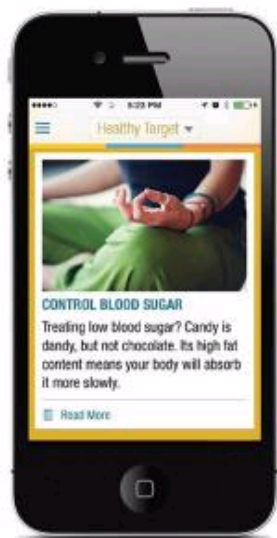 5:23 PM
Healthy Target
CONTROL BLOOD SUGAR
Treating low blood sugar? Candy is
dandy, but not chocolate. Its high fat
content means your body will absorb
it more slowly.
Read More